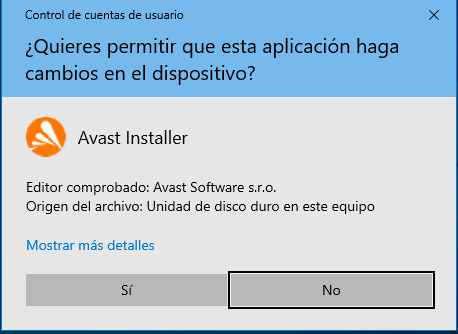 Control de cuentas de usuario
¿Quieres permitir que esta aplicación haga
cambios en el dispositivo?
Avast Installer
Editor comprobado: Avast Software s.r.o.
Origen del archivo: Unidad de disco duro en este equipo
Mostrar más detalles
Sí
No